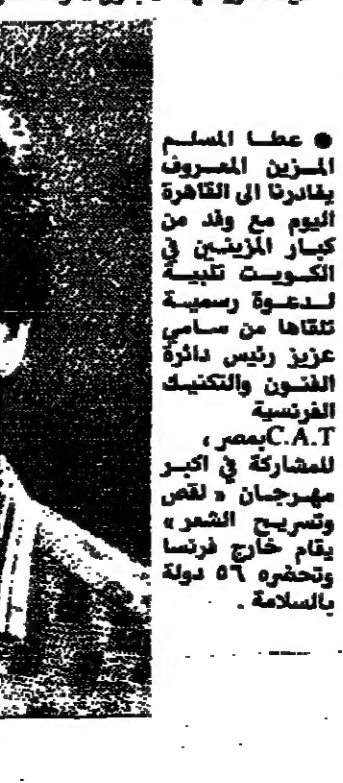 ● عطا المسلم
المزين المعروف
يغادرنا الى القاهرة
اليوم مع وفد من
كبار المزينين في
الكويت تلبية
لدعوة رسمية
تلقاها من سامي
عزيز رئيس دائرة
الفنون والتكنيك
الفرنسية
C.A.T بمصر ،
للمشاركة في اكبر
مهرجان « لقص
وتسريح الشعر »
يقام خارج فرنسا
وتحضره ٥٦ دولة
بالسلامة .